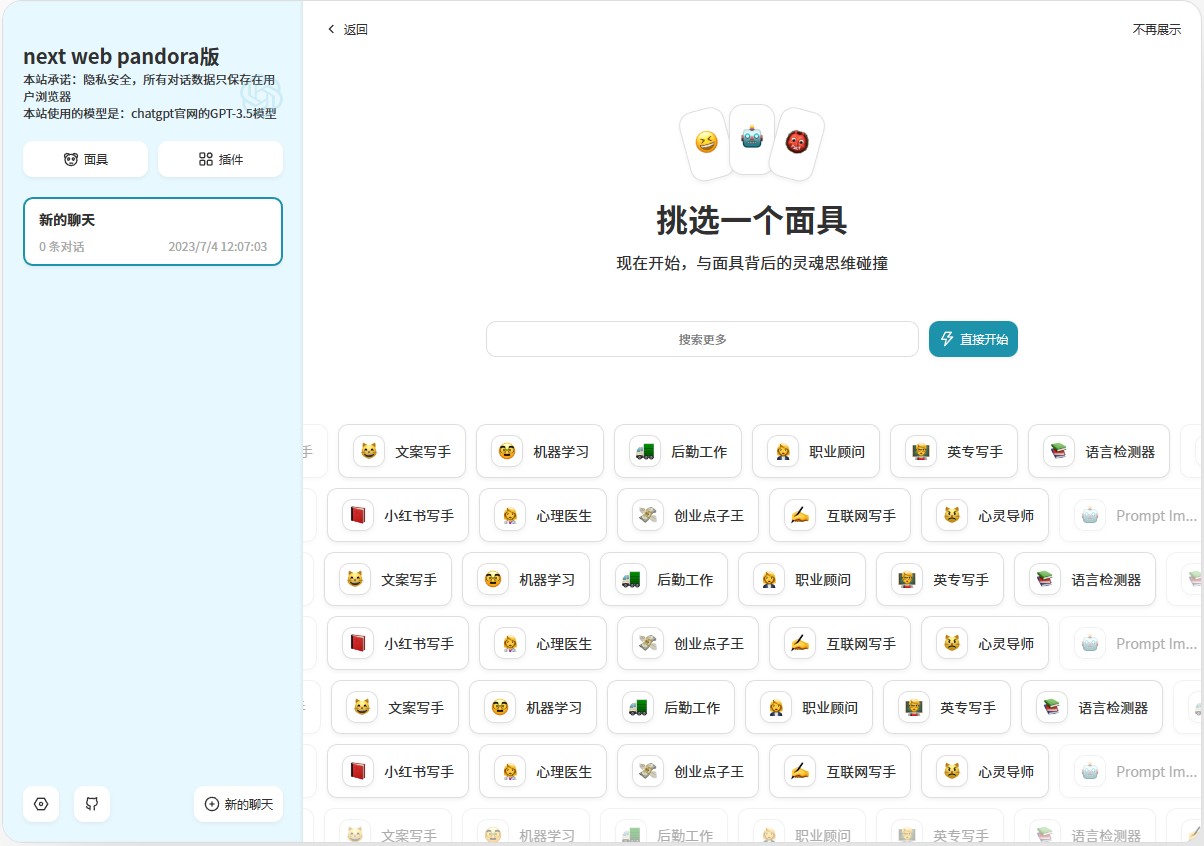 next web pandora版
本站承诺：隐私安全，所有对话数据只保存在用
户浏览器
本站使用的模型是：chatgpt官网的GPT-3.5模型
面具 插件
新的聊天
0 条对话 2023/7/4 12:07:03
新的聊天
返回 不再展示
挑选一个面具
现在开始，与面具背后的灵魂思维碰撞
搜索更多 直接开始
手 文案写手 机器学习 后勤工作 职业顾问 英专写手 语言检测器
小红书写手 心理医生 创业点子王 互联网写手 心灵导师 Prompt Im...
文案写手 机器学习 后勤工作 职业顾问 英专写手 语言检测器
小红书写手 心理医生 创业点子王 互联网写手 心灵导师 Prompt Im...
文案写手 机器学习 后勤工作 职业顾问 英专写手 语言检测器
小红书写手 心理医生 创业点子王 互联网写手 心灵导师 Prompt Im...
文案写手 机器学习 后勤工作 职业顾问 英专写手 语言检测器